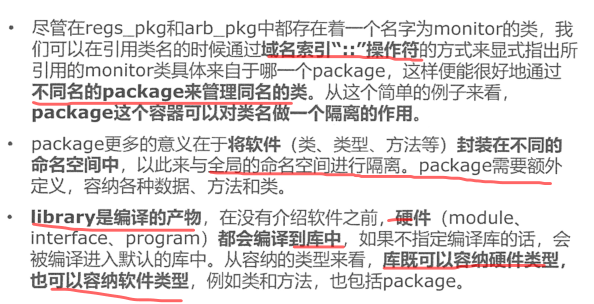 • 尽管在regs_pkg和arb_pkg中都存在着一个名字为monitor的类，我
们可以在引用类名的时候通过域名索引“::”操作符的方式来显式指出所
引用的monitor类具体来自于哪一个package，这样便能很好地通过
不同名的package来管理同名的类。从这个简单的例子来看，
package这个容器可以对类名做一个隔离的作用。
• package更多的意义在于将软件（类、类型、方法等）封装在不同的
命名空间中，以此来与全局的命名空间进行隔离。package需要额外
定义，容纳各种数据、方法和类。
• library是编译的产物，在没有介绍软件之前，硬件（module、
interface、program）都会编译到库中，如果不指定编译库的话，会
被编译进入默认的库中。从容纳的类型来看，库既可以容纳硬件类型，
也可以容纳软件类型，例如类和方法，也包括package。